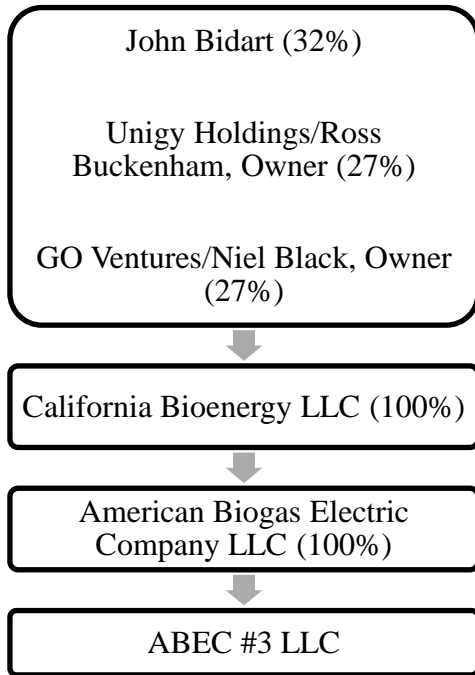 John Bidart (32%)
Unigy Holdings/Ross
Buckenham, Owner (27%)
GO Ventures/Niel Black, Owner
(27%)
California Bioenergy LLC (100%)
American Biogas Electric
Company LLC (100%)
ABEC #3 LLC